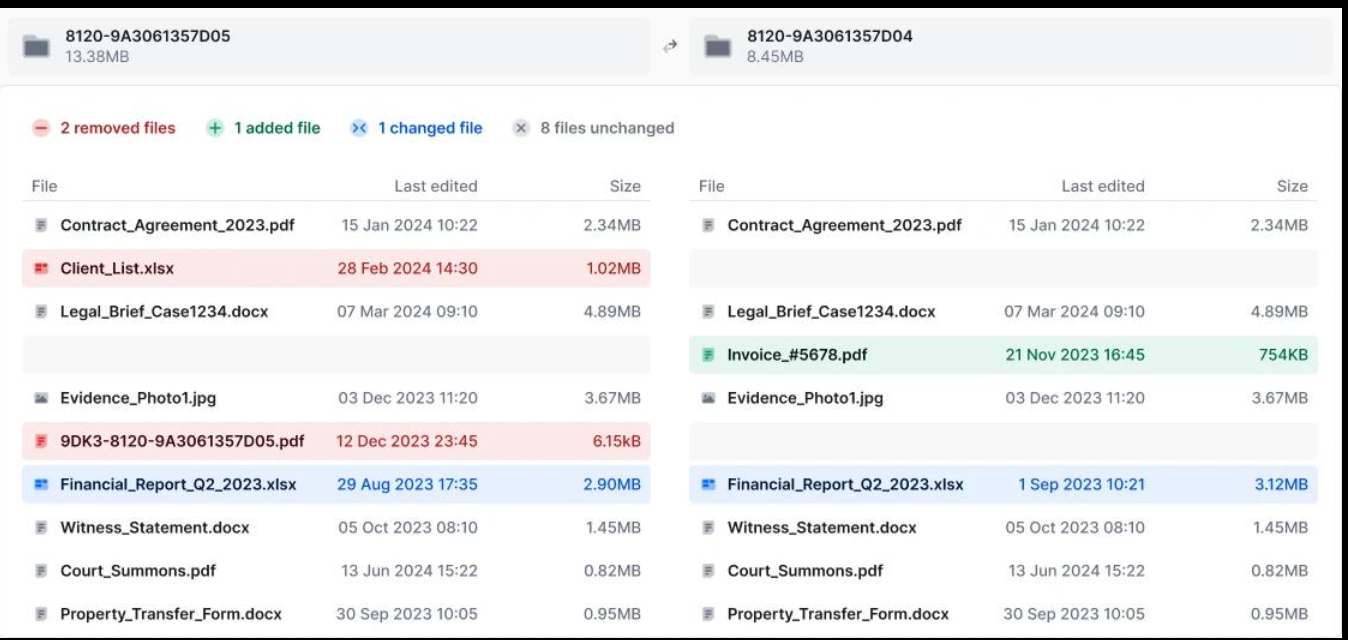 8120-9A3061357D05 8120-9A3061357D04
13.38MB 8.45MB
2 removed files 1 added file 1 changed file 8 files unchanged
File Last edited Size File Last edited Size
Contract_Agreement_2023.pdf 15 Jan 2024 10:22 2.34MB Contract_Agreement_2023.pdf 15 Jan 2024 10:22 2.34MB
Client_List.xlsx 28 Feb 2024 14:30 1.02MB
Legal_Brief_Case1234.docx 07 Mar 2024 09:10 4.89MB Legal_Brief_Case1234.docx 07 Mar 2024 09:10 4.89MB
Invoice_#5678.pdf 21 Nov 2023 16:45 754KB
Evidence_Photo1.jpg 03 Dec 2023 11:20 3.67MB Evidence_Photo1.jpg 03 Dec 2023 11:20 3.67MB
9DK3-8120-9A3061357D05.pdf 12 Dec 2023 23:45 6.15kB
Financial_Report_Q2_2023.xlsx 29 Aug 2023 17:35 2.90MB Financial_Report_Q2_2023.xlsx 1 Sep 2023 10:21 3.12MB
Witness_Statement.docx 05 Oct 2023 08:10 1.45MB Witness_Statement.docx 05 Oct 2023 08:10 1.45MB
Court_Summons.pdf 13 Jun 2024 15:22 0.82MB Court_Summons.pdf 13 Jun 2024 15:22 0.82MB
Property_Transfer_Form.docx 30 Sep 2023 10:05 0.95MB Property_Transfer_Form.docx 30 Sep 2023 10:05 0.95MB